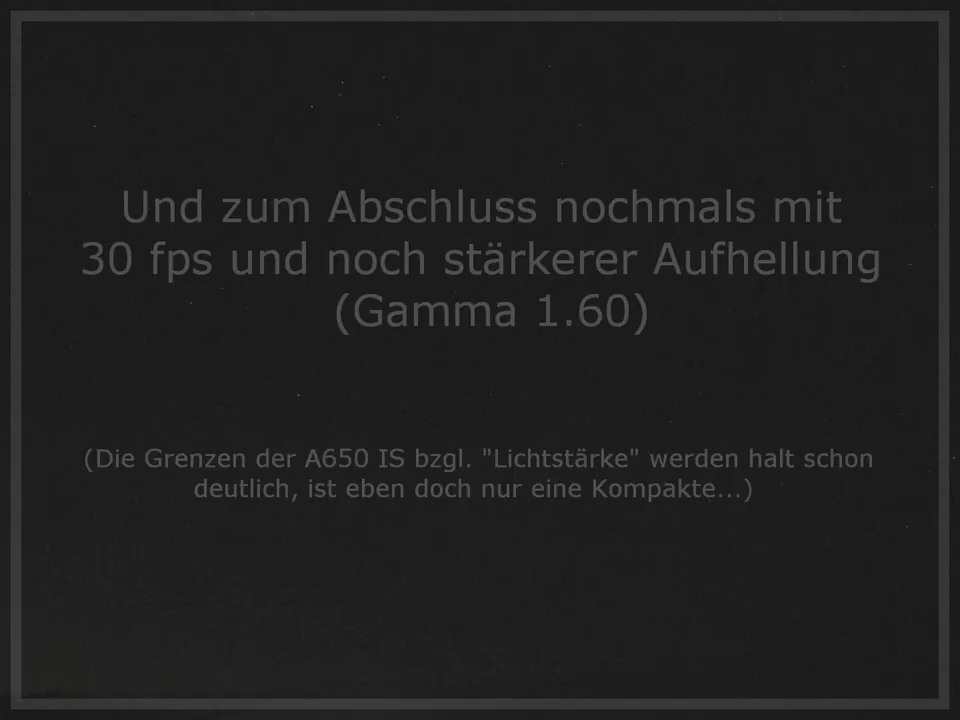 Und zum Abschluss nochmals mit
30 fps und noch stärkerer Aufhellung
(Gamma 1.60)
(Die Grenzen der A650 IS bzgl. "Lichtstärke" werden halt schon
deutlich, ist eben doch nur eine Kompakte...)